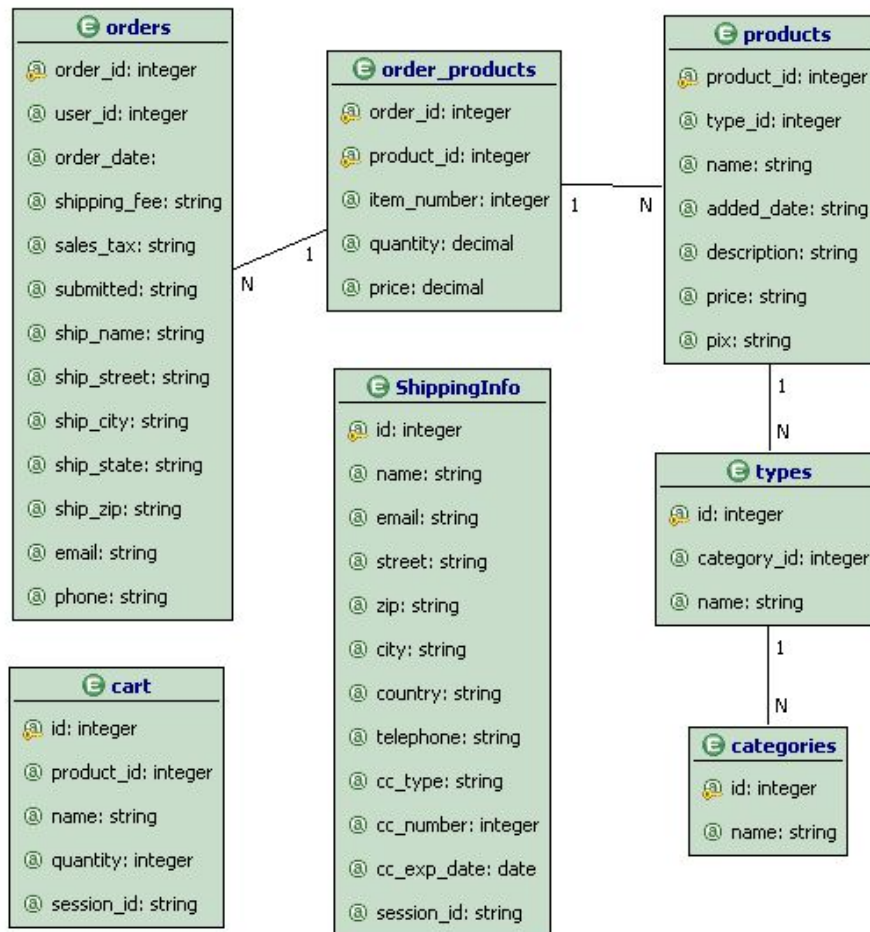 orders
order_id: integer
user_id: integer
order_date:
shipping_fee: string
sales_tax: string
submitted: string
ship_name: string
ship_street: string
ship_city: string
ship_state: string
ship_zip: string
email: string
phone: string
order_products
order_id: integer
product_id: integer
item_number: integer
quantity: decimal
price: decimal
products
product_id: integer
type_id: integer
name: string
added_date: string
description: string
price: string
pix: string
N
1
1
N
1
N
ShippingInfo
id: integer
name: string
email: string
street: string
zip: string
city: string
country: string
telephone: string
cc_type: string
cc_number: integer
cc_exp_date: date
session_id: string
types
id: integer
category_id: integer
name: string
1
N
cart
id: integer
product_id: integer
name: string
quantity: integer
session_id: string
categories
id: integer
name: string